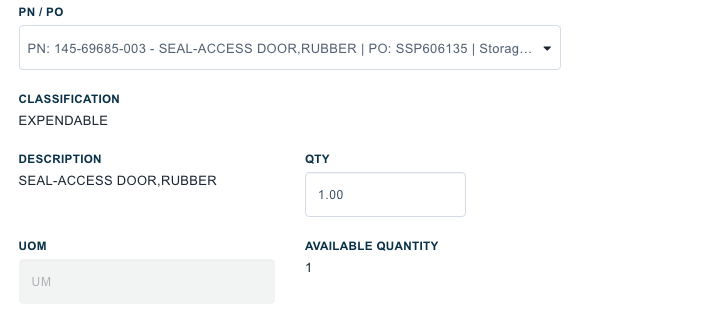 PN / PO
PN: 145-69685-003 - SEAL-ACCESS DOOR,RUBBER | PO: SSP606135 | Storag...
CLASSIFICATION
EXPENDABLE
DESCRIPTION
SEAL-ACCESS DOOR,RUBBER
QTY
1.00
UOM
UM
AVAILABLE QUANTITY
1